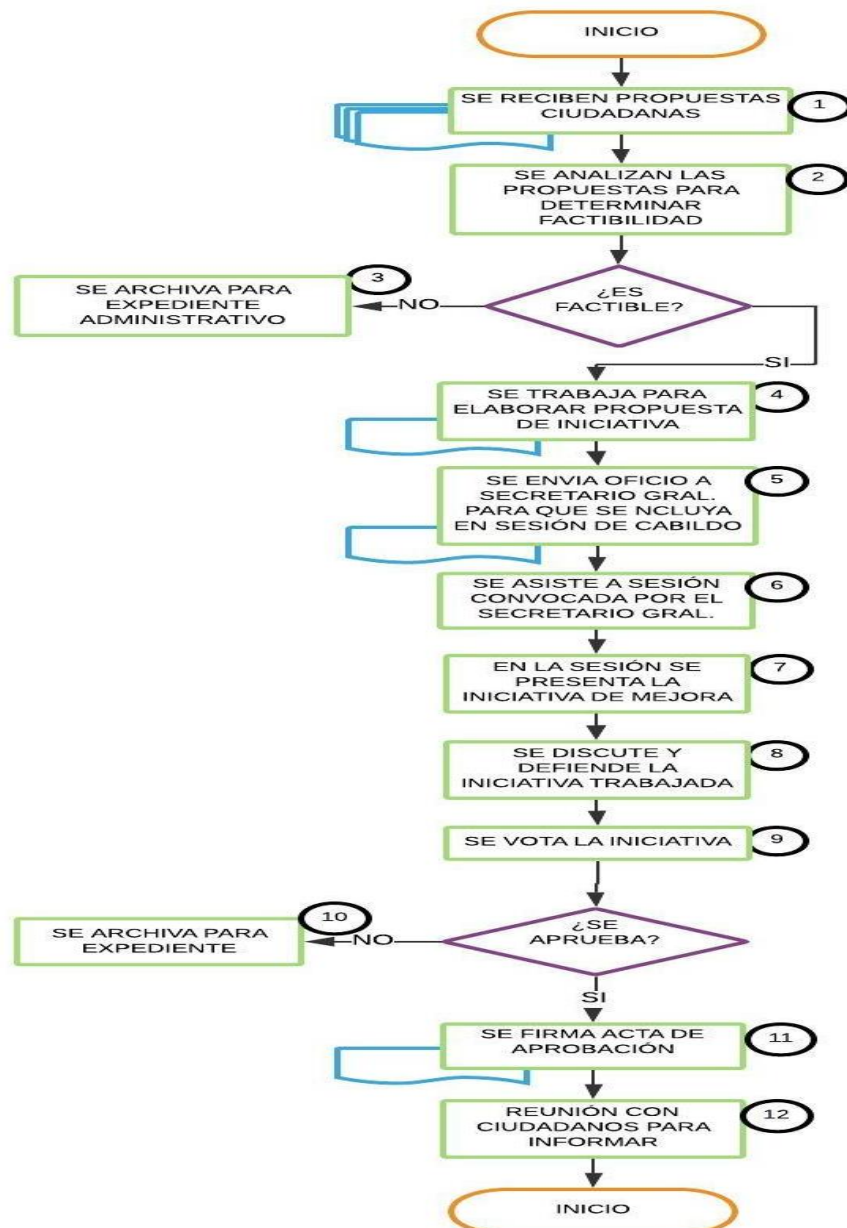 INICIO
SE RECIBEN PROPUESTAS
CIUDADANAS
1
SE ANALIZAN LAS
PROPUESTAS PARA
DETERMINAR
FACTIBILIDAD
2
¿ES
FACTIBLE?
NO
SE ARCHIVA PARA
EXPEDIENTE
ADMINISTRATIVO
3
SI
SE TRABAJA PARA
ELABORAR PROPUESTA
DE INICIATIVA
4
SE ENVIA OFICIO A
SECRETARIO GRAL.
PARA QUE SE NCLUYA
EN SESIÓN DE CABILDO
5
SE ASISTE A SESIÓN
CONVOCADA POR EL
SECRETARIO GRAL.
6
EN LA SESIÓN SE
PRESENTA LA
INICIATIVA DE MEJORA
7
SE DISCUTE Y
DEFIENDE LA
INICIATIVA TRABAJADA
8
SE VOTA LA INICIATIVA
9
¿SE
APRUEBA?
NO
SE ARCHIVA PARA
EXPEDIENTE
10
SI
SE FIRMA ACTA DE
APROBACIÓN
11
REUNIÓN CON
CIUDADANOS PARA
INFORMAR
12
INICIO